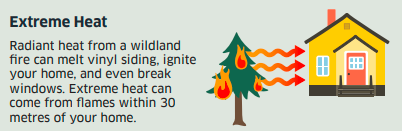 Extreme Heat
Radiant heat from a wildland
fire can melt vinyl siding, ignite
your home, and even break
windows. Extreme heat can
come from flames within 30
metres of your home.